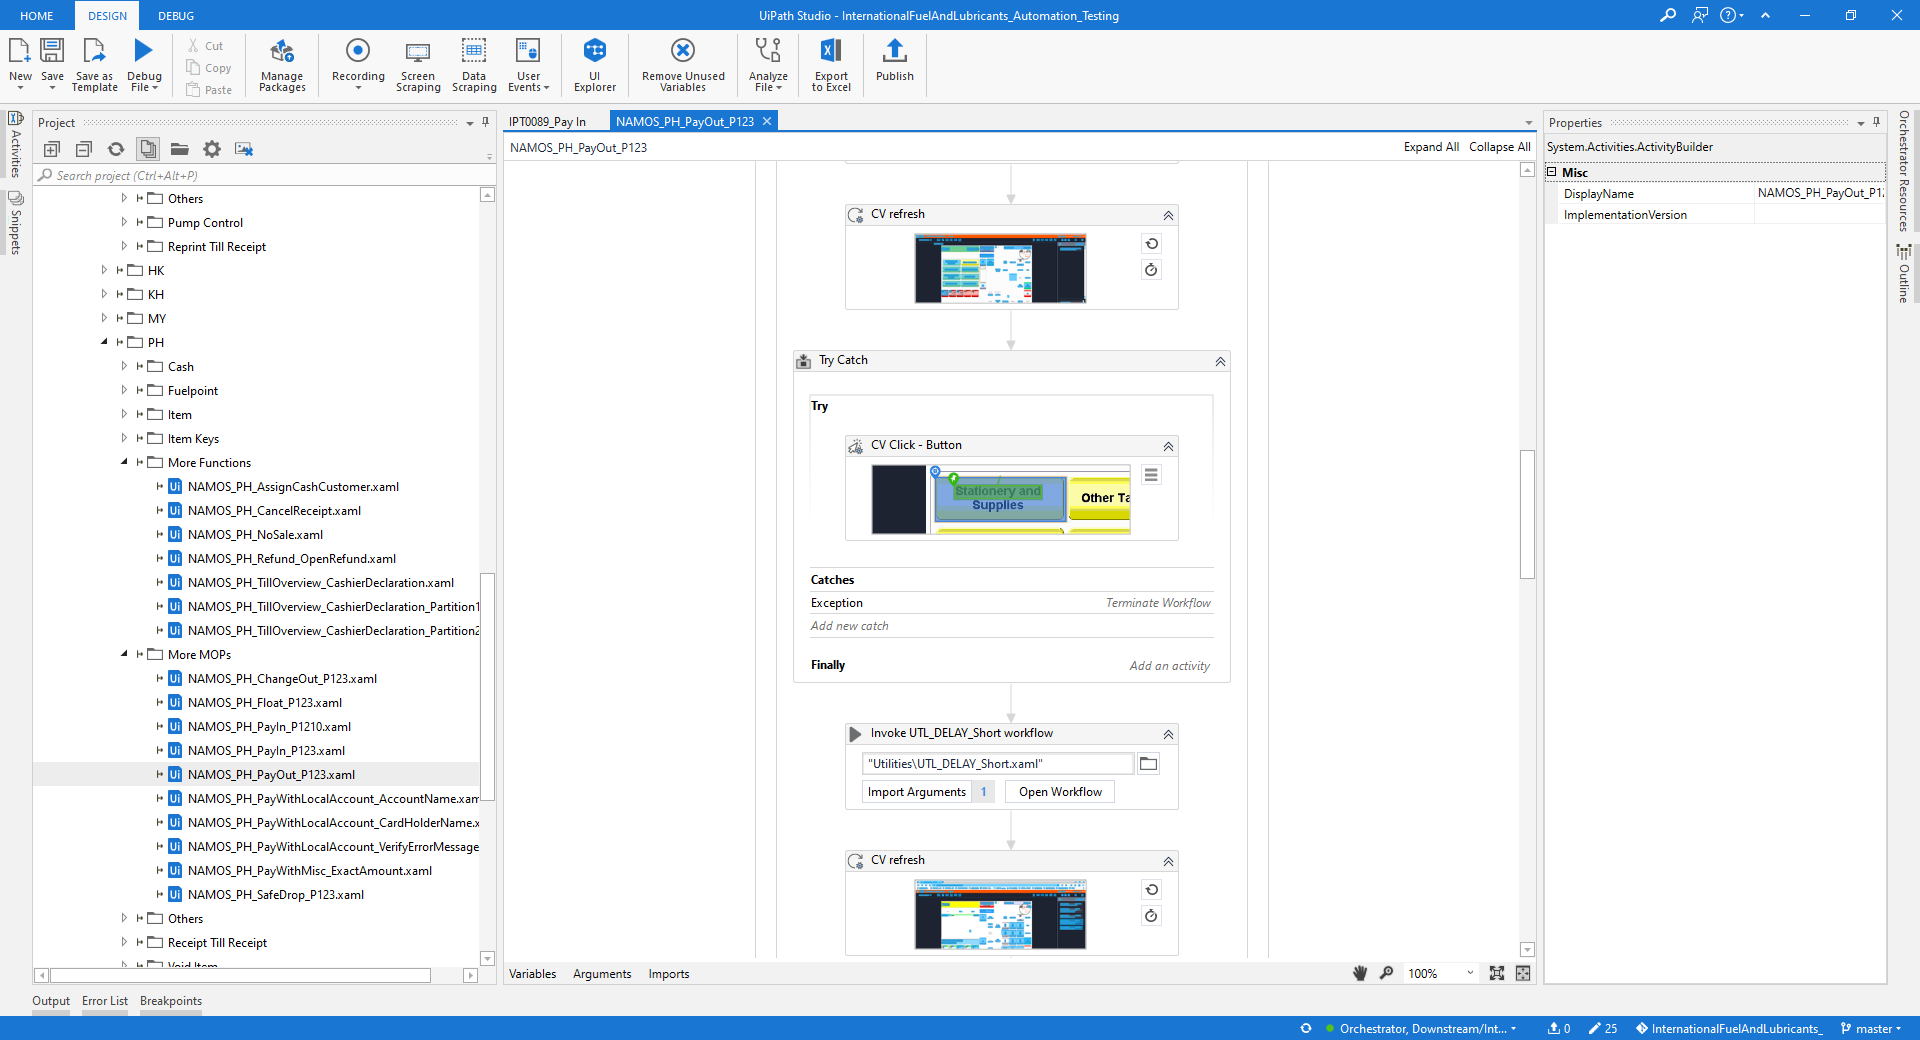 HOME DESIGN DEBUG
UiPath Studio - InternationalFuelAndLubricants_Automation_Testing
New
Save
Save as Template
Debug File
Cut
Copy
Paste
Manage Packages
Recording
Screen Scraping
Data Scraping
User Events
UI Explorer
Remove Unused Variables
Analyze File
Export to Excel
Publish
Activities
Snippets
Project
Search project (Ctrl+Alt+P)
Others
Pump Control
Reprint Till Receipt
HK
KH
MY
PH
Cash
Fuelpoint
Item
Item Keys
More Functions
NAMOS_PH_AssignCashCustomer.xaml
NAMOS_PH_CancelReceipt.xaml
NAMOS_PH_NoSale.xaml
NAMOS_PH_Refund_OpenRefund.xaml
NAMOS_PH_TillOverview_CashierDeclaration.xaml
NAMOS_PH_TillOverview_CashierDeclaration_Partition1
NAMOS_PH_TillOverview_CashierDeclaration_Partition2
More MOPs
NAMOS_PH_ChangeOut_P123.xaml
NAMOS_PH_Float_P123.xaml
NAMOS_PH_PayIn_P1210.xaml
NAMOS_PH_PayIn_P123.xaml
NAMOS_PH_PayOut_P123.xaml
NAMOS_PH_PayWithLocalAccount_AccountName.xam
NAMOS_PH_PayWithLocalAccount_CardHolderName.x
NAMOS_PH_PayWithLocalAccount_VerifyErrorMessage
NAMOS_PH_PayWithMisc_ExactAmount.xaml
NAMOS_PH_SafeDrop_P123.xaml
Others
Receipt Till Receipt
Void Item
IPT0089_Pay In
NAMOS_PH_PayOut_P123
NAMOS_PH_PayOut_P123
Expand All Collapse All
CV refresh
Try Catch
Try
CV Click - Button
Stationery and Supplies
Other Ta
Catches
Exception Terminate Workflow
Add new catch
Finally Add an activity
Invoke UTL_DELAY_Short workflow
"Utilities\UTL_DELAY_Short.xaml"
Import Arguments 1 Open Workflow
CV refresh
Variables Arguments Imports
100%
Properties
System.Activities.ActivityBuilder
Misc
DisplayName NAMOS_PH_PayOut_P12
ImplementationVersion
Orchestrator Resources
Outline
Output Error List Breakpoints
Orchestrator, Downstream/Int...
0
25
InternationalFuelAndLubricants_
master